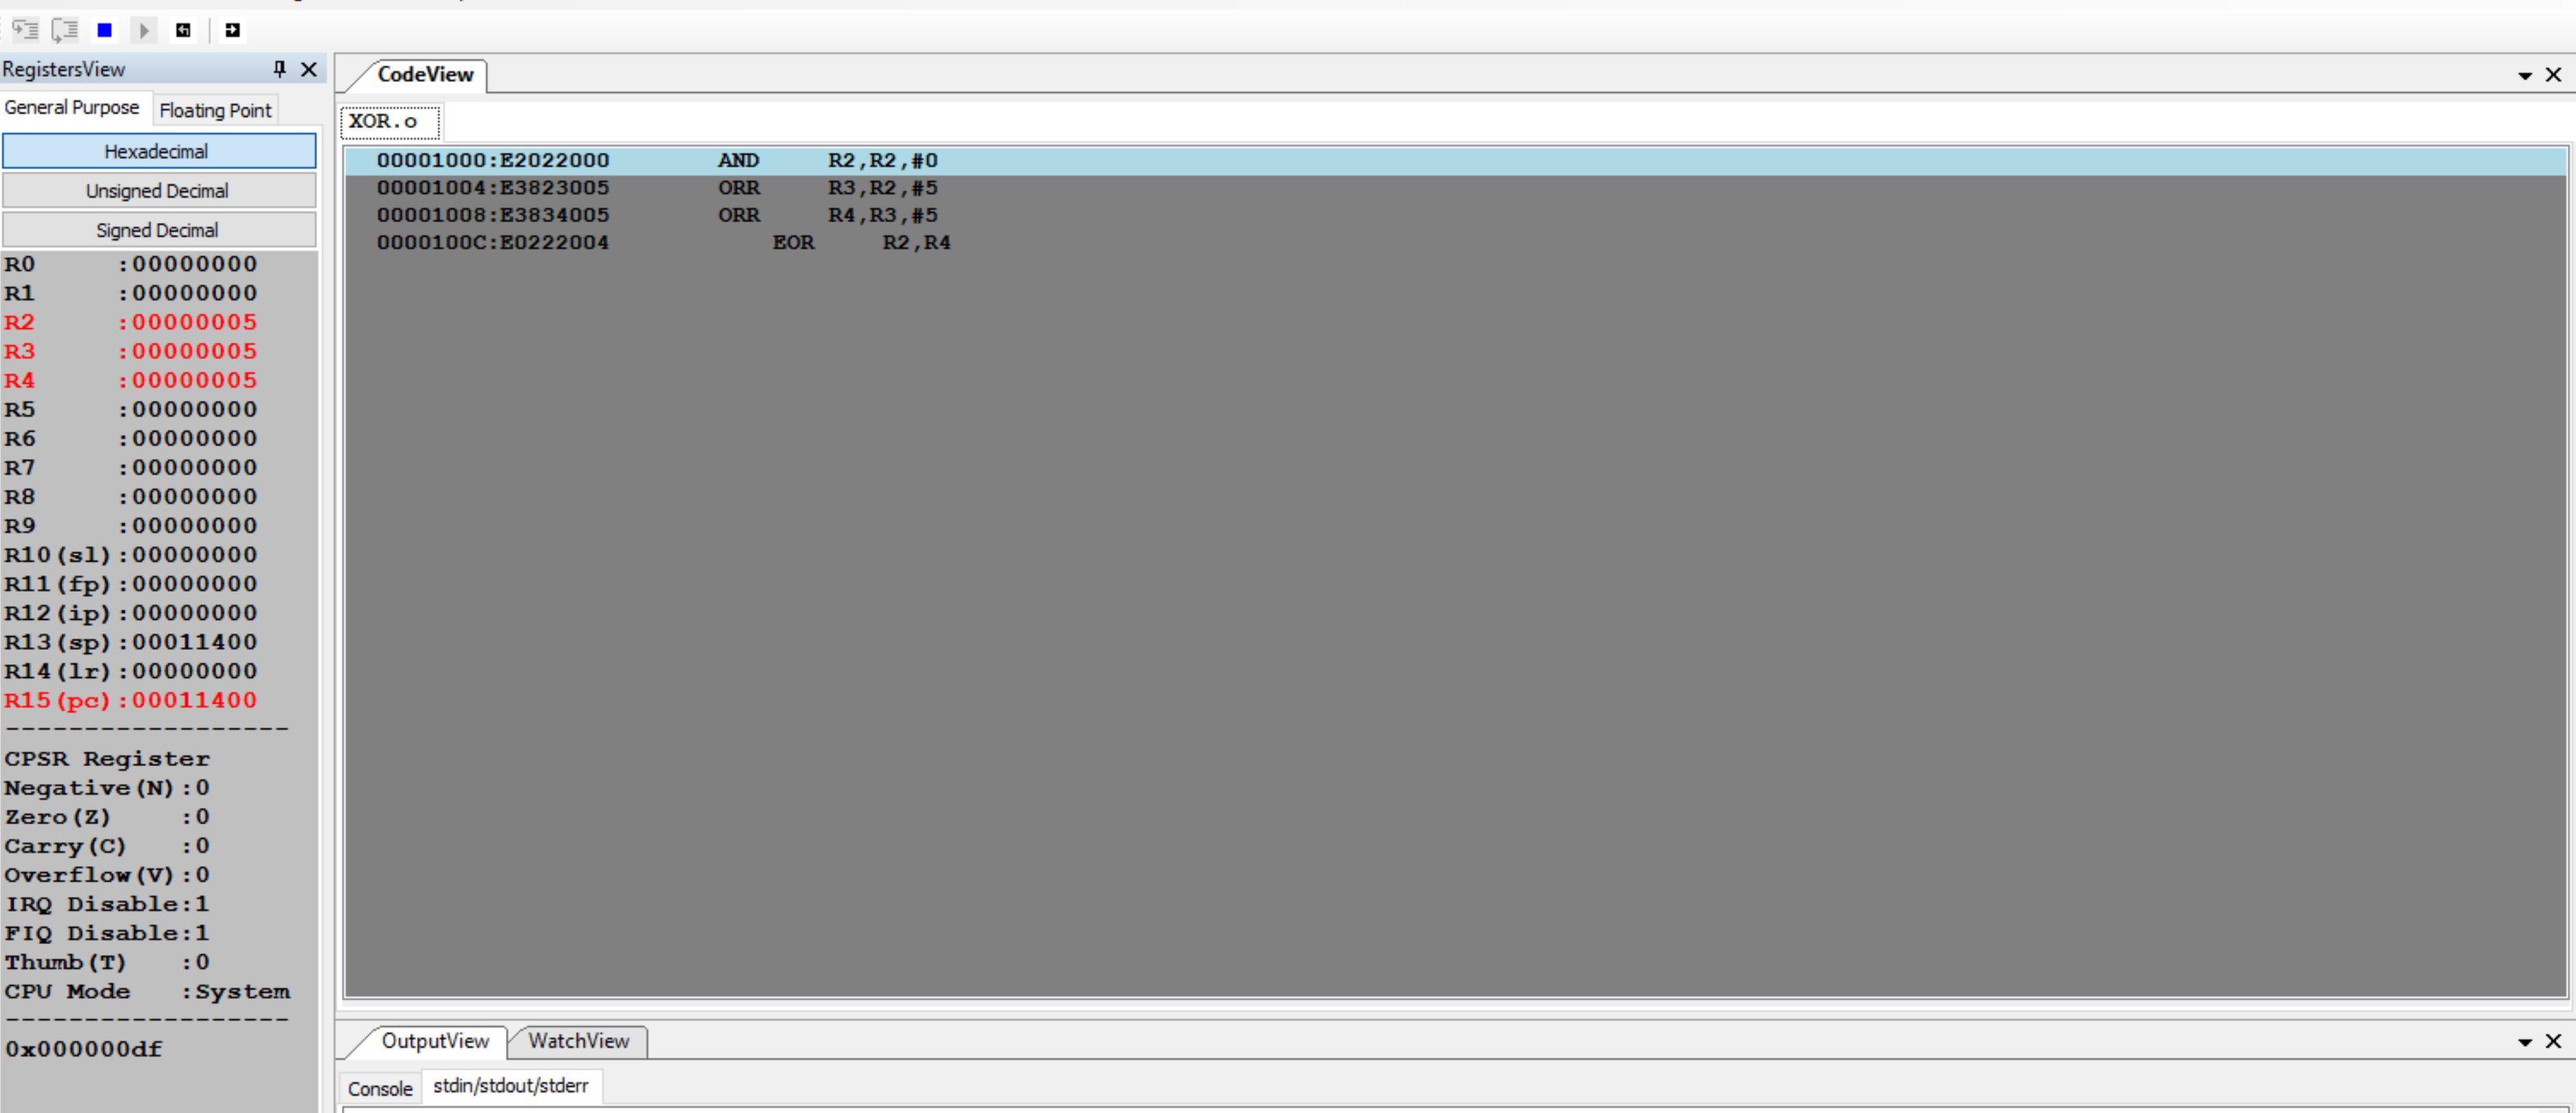 RegistersView
General Purpose Floating Point
Hexadecimal
Unsigned Decimal
Signed Decimal
R0 :00000000
R1 :00000000
R2 :00000005
R3 :00000005
R4 :00000005
R5 :00000000
R6 :00000000
R7 :00000000
R8 :00000000
R9 :00000000
R10(sl):00000000
R11(fp):00000000
R12(ip):00000000
R13(sp):00011400
R14(lr):00000000
R15(pc):00011400
-------------------
CPSR Register
Negative(N):0
Zero(Z) :0
Carry(C) :0
Overflow(V):0
IRQ Disable:1
FIQ Disable:1
Thumb(T) :0
CPU Mode :System
-------------------
0x000000df
CodeView
XOR.o
00001000:E2022000 AND R2,R2,#0
00001004:E3823005 ORR R3,R2,#5
00001008:E3834005 ORR R4,R3,#5
0000100C:E0222004 EOR R2,R4
OutputView WatchView
Console stdin/stdout/stderr